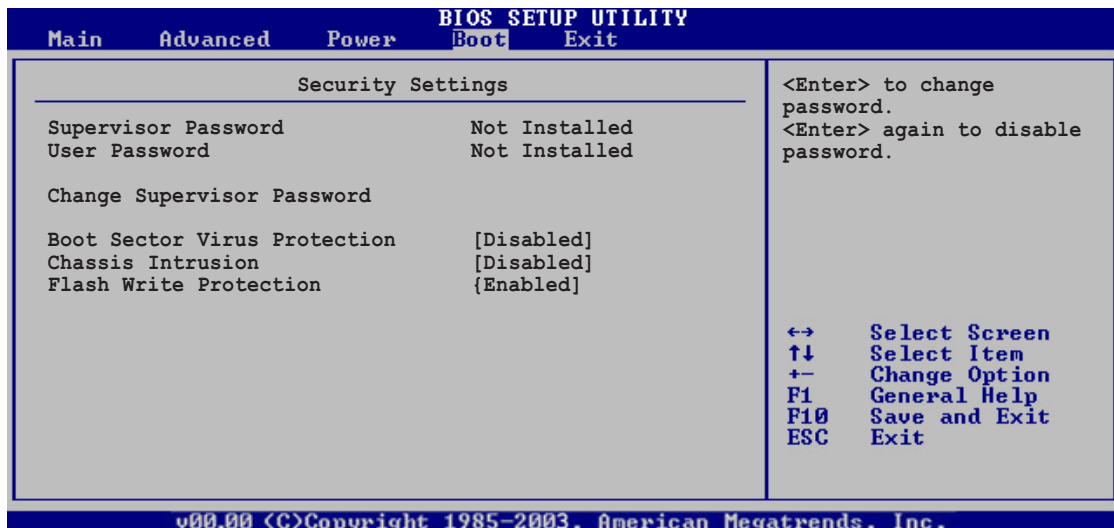 BIOS SETUP UTILITY
Main Advanced Power Boot Exit
Security Settings
Supervisor Password Not Installed
User Password Not Installed
Change Supervisor Password
Boot Sector Virus Protection [Disabled]
Chassis Intrusion [Disabled]
Flash Write Protection {Enabled]
<Enter> to change
password.
<Enter> again to disable
password.
←→ Select Screen
↑↓ Select Item
+- Change Option
F1 General Help
F10 Save and Exit
ESC Exit
v00.00 (C)Copyright 1985-2003, American Megatrends, Inc.